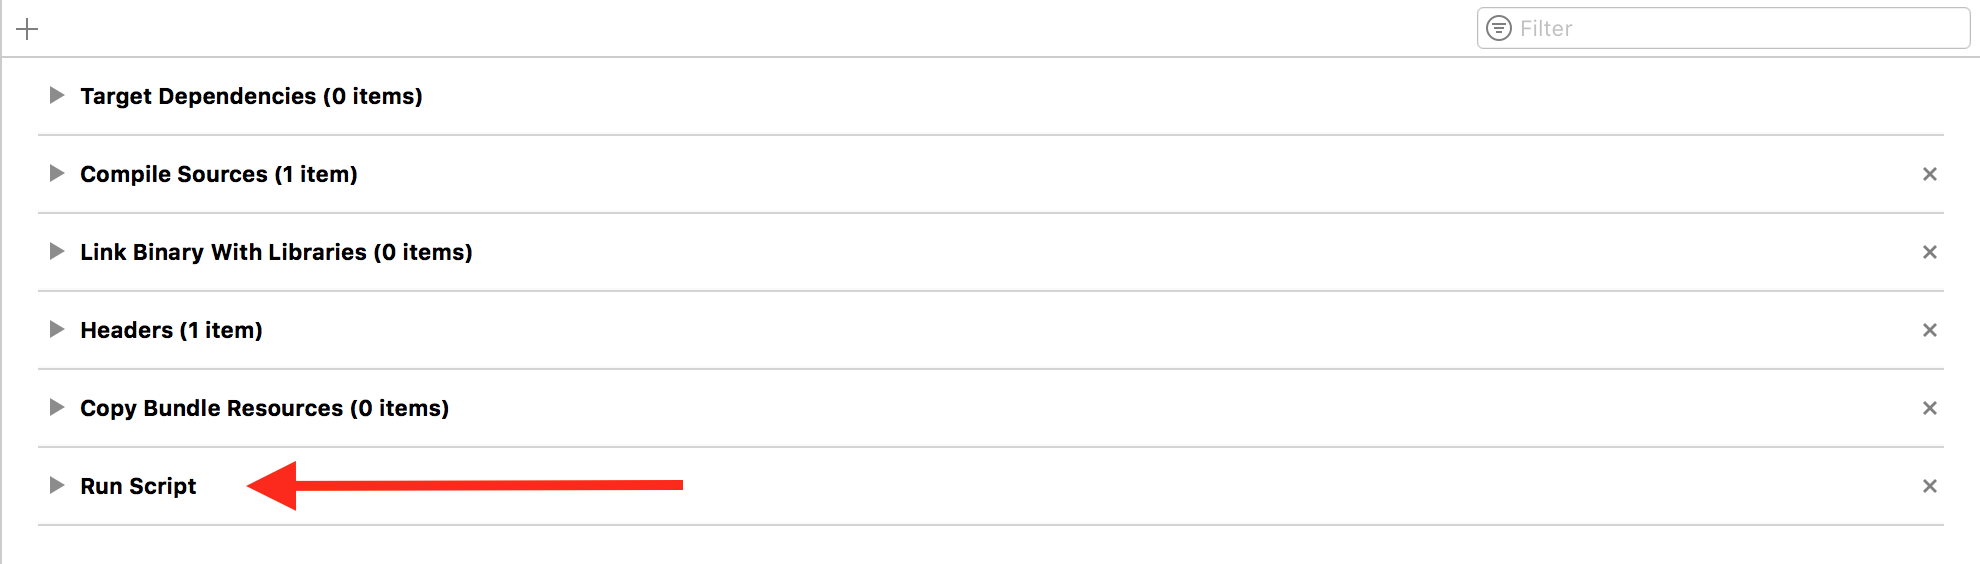 Filter
Target Dependencies (0 items)
Compile Sources (1 item)
Link Binary With Libraries (0 items)
Headers (1 item)
Copy Bundle Resources (0 items)
Run Script